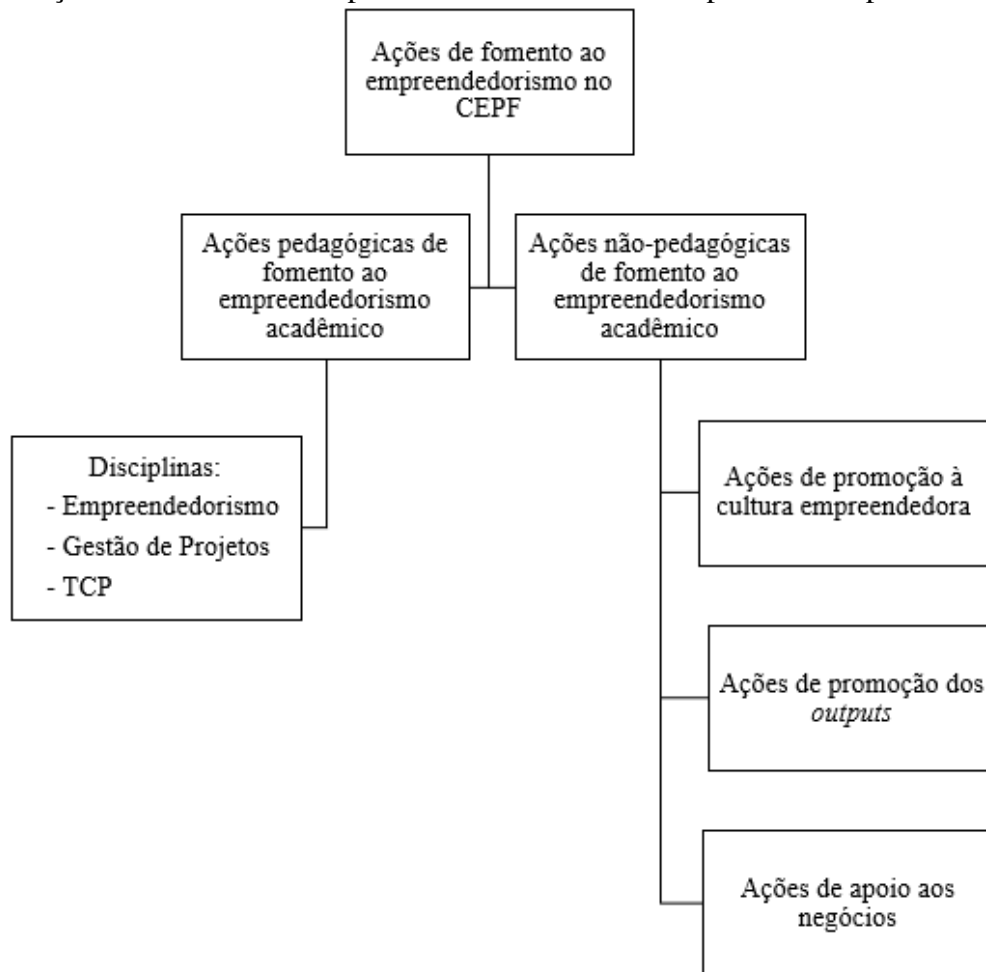 Ações de fomento ao
empreendedorismo no
CEPF
Ações pedagógicas de
fomento ao
empreendedorismo
acadêmico
Ações não-pedagógicas
de fomento ao
empreendedorismo
acadêmico
Disciplinas:
- Empreendedorismo
- Gestão de Projetos
- TCP
Ações de promoção à
cultura empreendedora
Ações de promoção dos
outputs
Ações de apoio aos
negócios